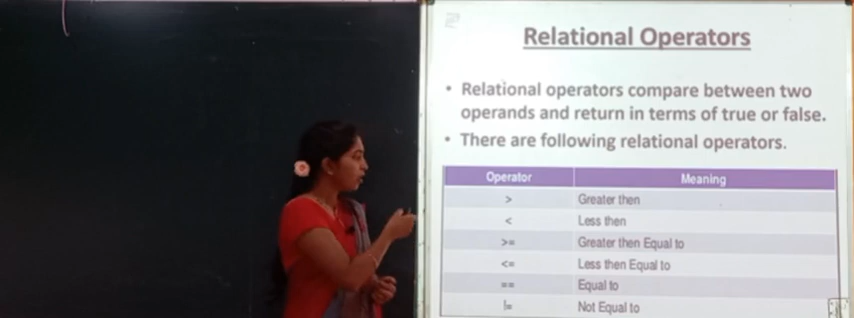 Relational Operators
• Relational operators compare between two
operands and return in terms of true or false.
• There are following relational operators.
Operator Meaning
> Greater then
< Less then
>= Greater then Equal to
<= Less then Equal to
== Equal to
!= Not Equal to